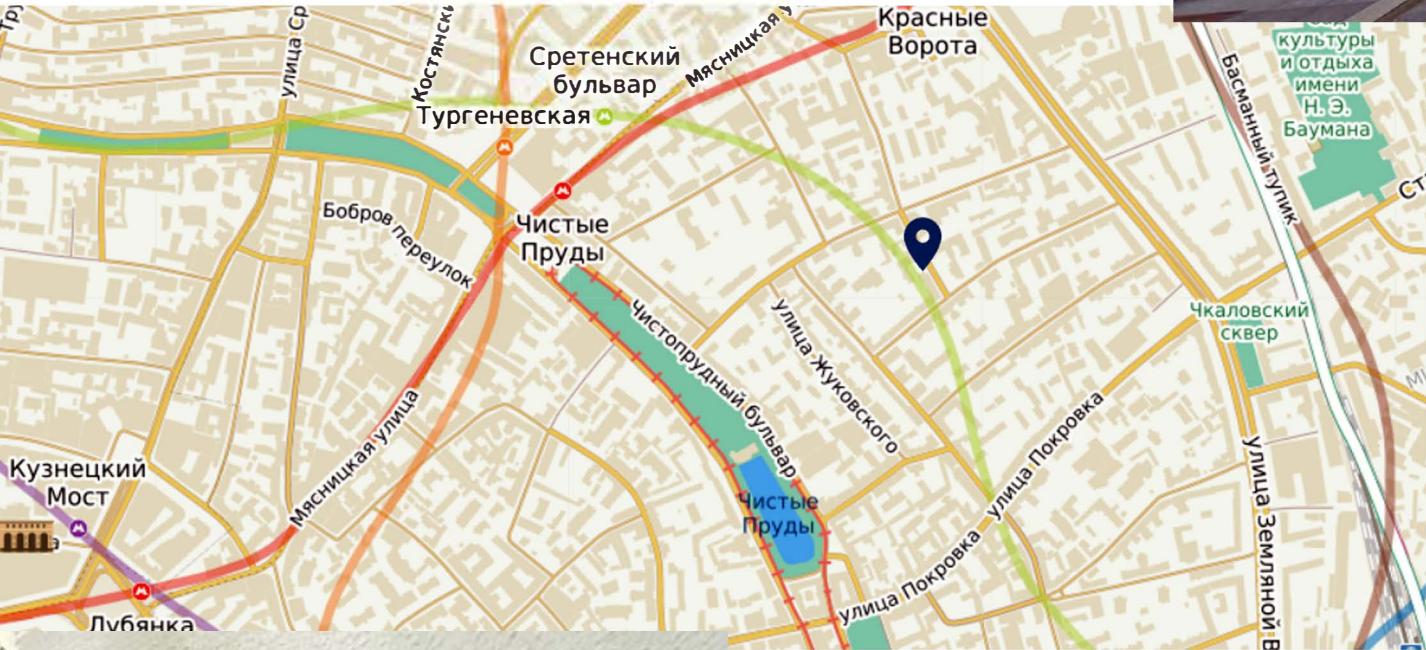 Красные
Ворота
Сретенский
бульвар
Мясницкая
Костянский
улица Ср
Тургеневская
Басманный тупик
культуры
и отдыха
имени
Н. Э.
Баумана
Бобров переулок
Чистые
Пруды
Чистопрудный бульвар
улица Жуковского
Чкаловский
сквер
Мясницкая улица
улица Покровка
Кузнецкий
Мост
Чистые
Пруды
улица Покровка
улица Земляной В
Лубянка